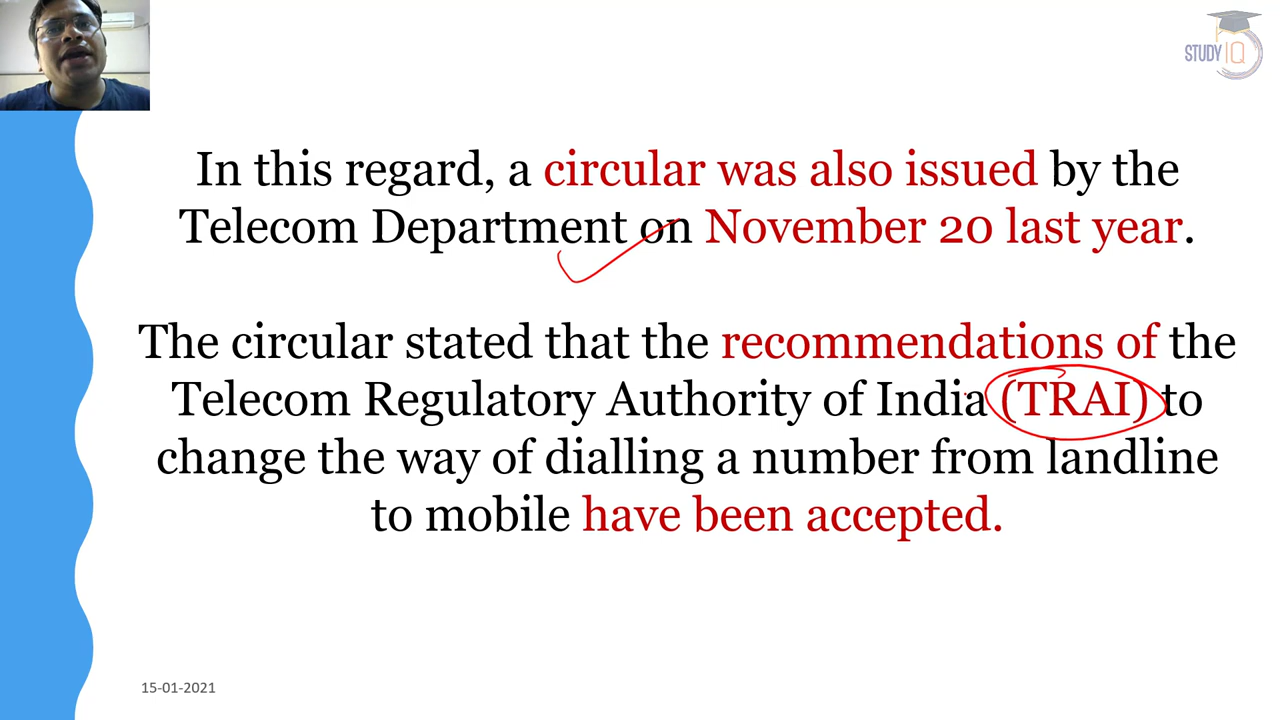 STUDY IQ
In this regard, a circular was also issued by the
Telecom Department on November 20 last year.
The circular stated that the recommendations of the
Telecom Regulatory Authority of India (TRAI) to
change the way of dialling a number from landline
to mobile have been accepted.
15-01-2021